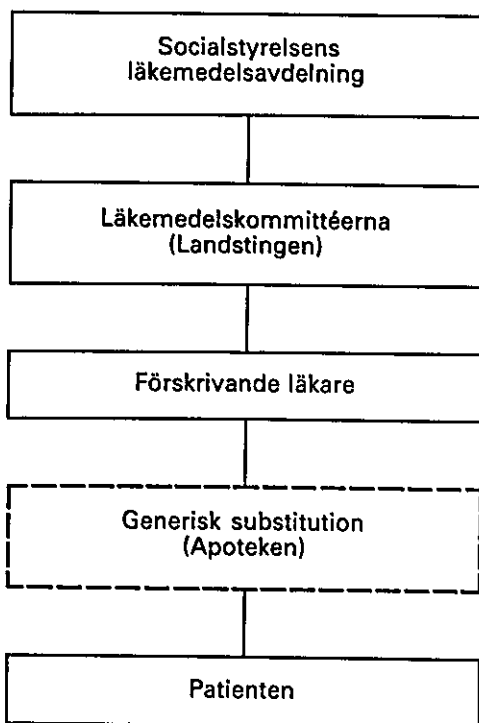 Socialstyrelsens
läkemedelsavdelning
Läkemedelskommittéerna
(Landstingen)
Förskrivande läkare
Generisk substitution
(Apoteken)
Patienten